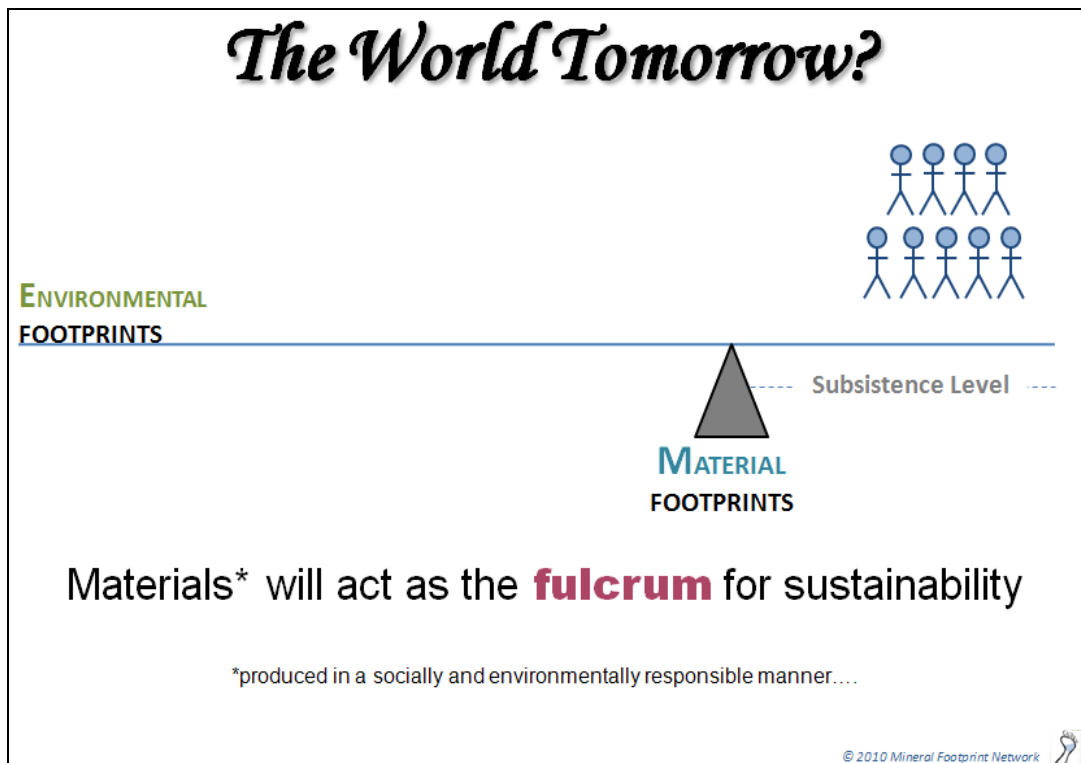 The World Tomorrow?
ENVIRONMENTAL
FOOTPRINTS
Subsistence Level
MATERIAL
FOOTPRINTS
Materials* will act as the fulcrum for sustainability
*produced in a socially and environmentally responsible manner....
© 2010 Mineral Footprint Network